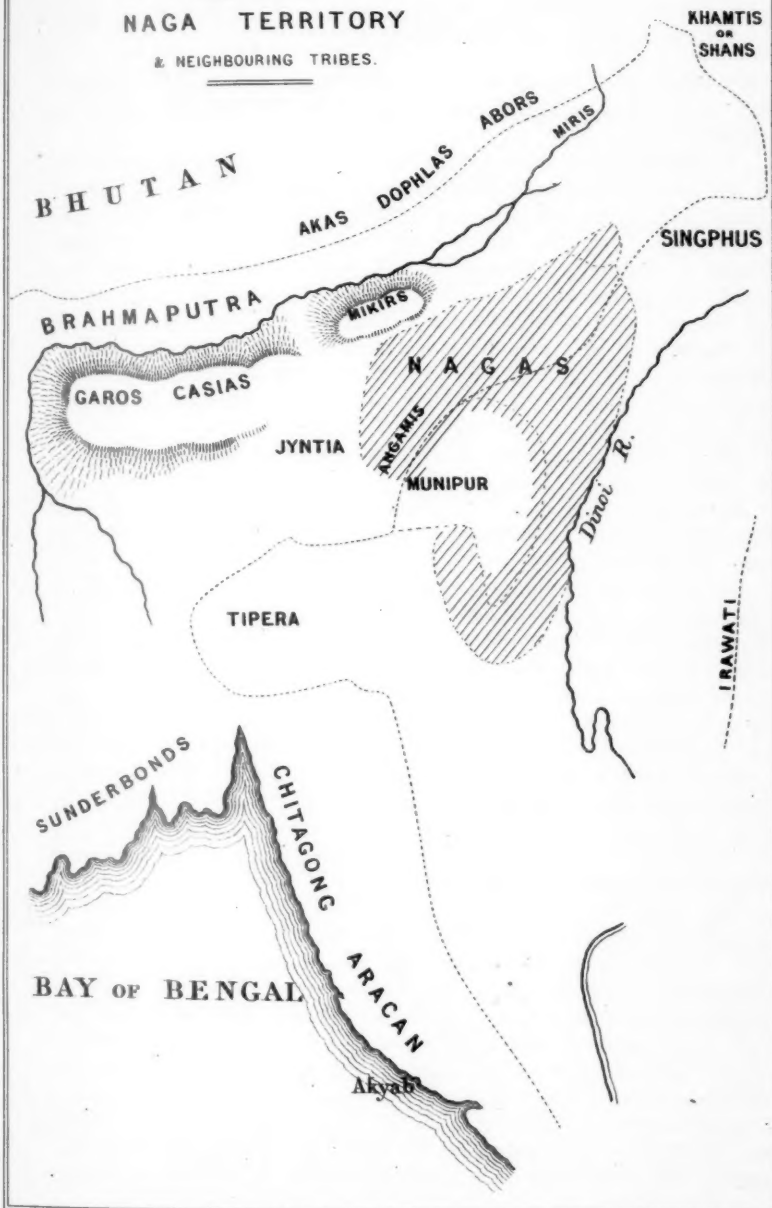 NAGA TERRITORY
& NEIGHBOURING TRIBES.
KHAMTIS
OR
SHANS
BHUTAN
AKAS DOPHLAS ABORS
MIRIS
SINGPHUS
BRAHMAPUTRA
MIKIRS
NAGAS
GAROS CASIAS
ANGAMIS
JYNTIA
MUNIPUR
Dinoi R.
TIPERA
IRAWATI
SUNDERBONDS
CHITAGONG
ARACAN
BAY OF BENGAL
Akyab